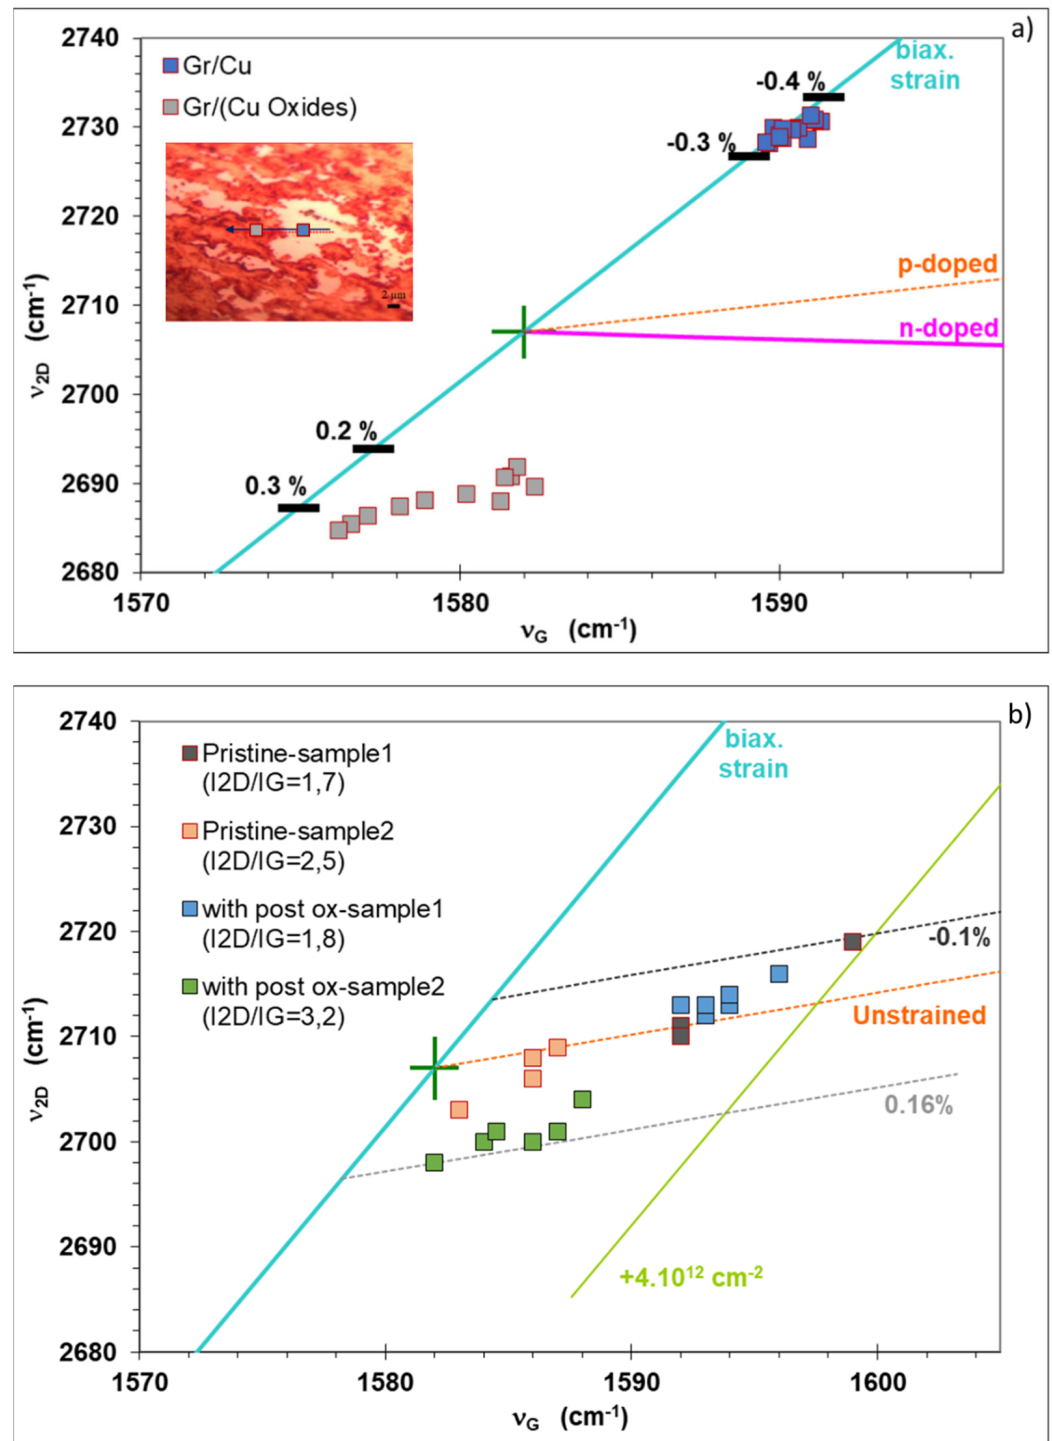 a)
2740
2730
2720
2710
2700
2690
2680
ν2D (cm-1)
Gr/Cu
Gr/(Cu Oxides)
2 μm
biax.
strain
-0.4 %
-0.3 %
p-doped
n-doped
0.2 %
0.3 %
1570 1580 1590
νG (cm-1)
b)
2740
2730
2720
2710
2700
2690
2680
ν2D (cm-1)
Pristine-sample1
(I2D/IG=1,7)
Pristine-sample2
(I2D/IG=2,5)
with post ox-sample1
(I2D/IG=1,8)
with post ox-sample2
(I2D/IG=3,2)
biax.
strain
-0.1%
Unstrained
0.16%
+4.10¹² cm-2
1570 1580 1590 1600
νG (cm-1)